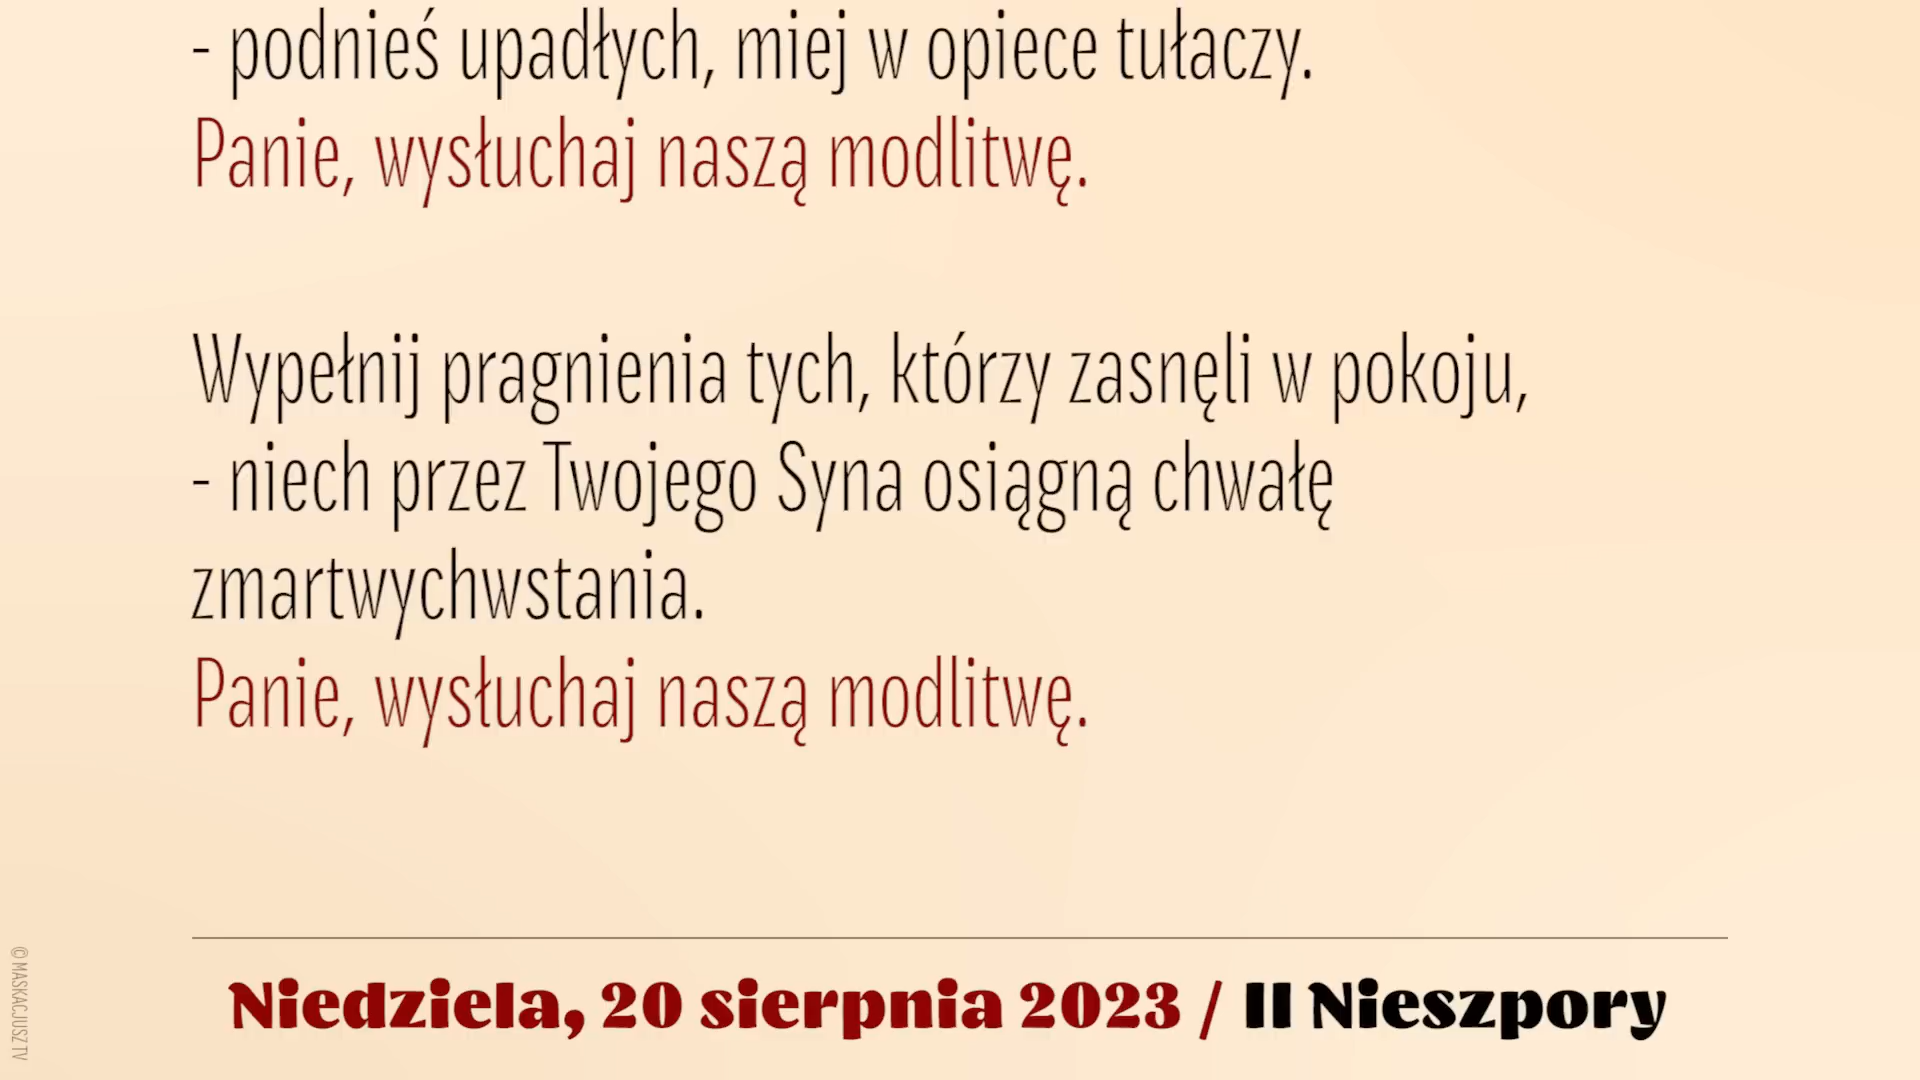 - podnieś upadłych, miej w opiece tułaczy.
Panie, wysłuchaj naszą modlitwę.
Wypełnij pragnienia tych, którzy zasnęli w pokoju,
- niech przez Twojego Syna osiągną chwałę
zmartwychwstania.
Panie, wysłuchaj naszą modlitwę.
Niedziela, 20 sierpnia 2023 / II Nieszpory
© MASKACJUSZ TV